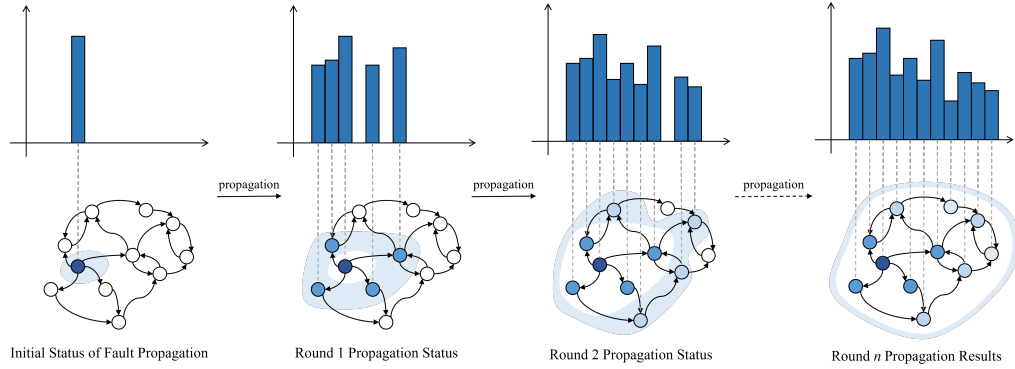 propagation
propagation
propagation
Initial Status of Fault Propagation
Round 1 Propagation Status
Round 2 Propagation Status
Round n Propagation Results